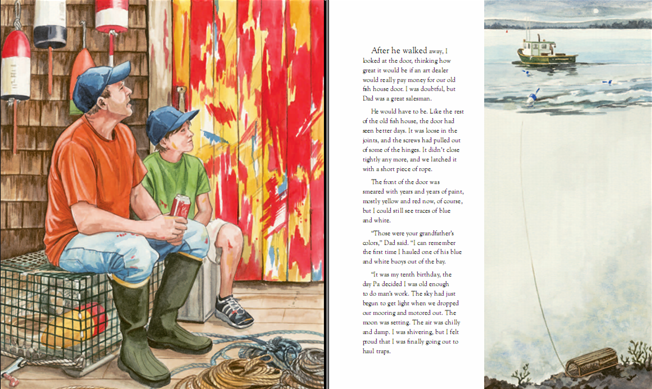 After he walked away, I
looked at the door, thinking how
great it would be if an art dealer
would really pay money for our old
fish house door. I was doubtful, but
Dad was a great salesman.
He would have to be. Like the rest
of the old fish house, the door had
seen better days. It was loose in the
joints, and the screws had pulled out
of some of the hinges. It didn't close
tightly any more, and we latched it
with a short piece of rope.
The front of the door was
smeared with years and years of paint,
mostly yellow and red now, of course,
but I could still see traces of blue
and white.
"Those were your grandfather's
colors," Dad said. "I can remember
the first time I hauled one of his blue
and white buoys out of the bay.
"It was my tenth birthday, the
day Pa decided I was old enough
to do man's work. The sky had just
begun to get light when we dropped
our mooring and motored out. The
moon was setting. The air was chilly
and damp. I was shivering, but I felt
proud that I was finally going out to
haul traps.